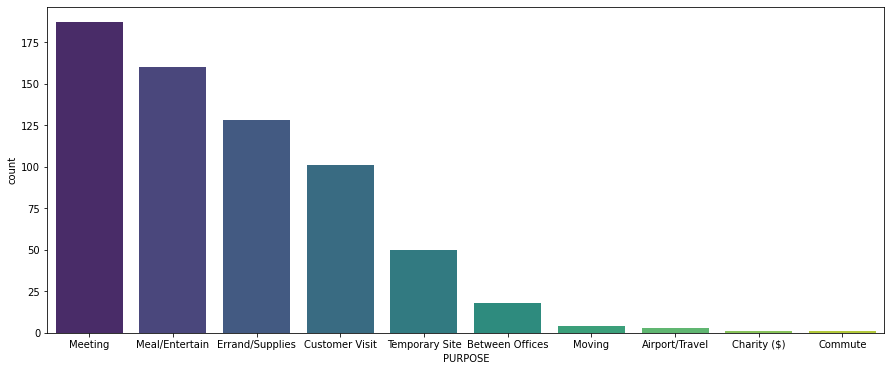 175
150
125
100
75
50
25
0
count
Meeting Meal/Entertain Errand/Supplies Customer Visit Temporary Site Between Offices Moving Airport/Travel Charity ($) Commute
PURPOSE